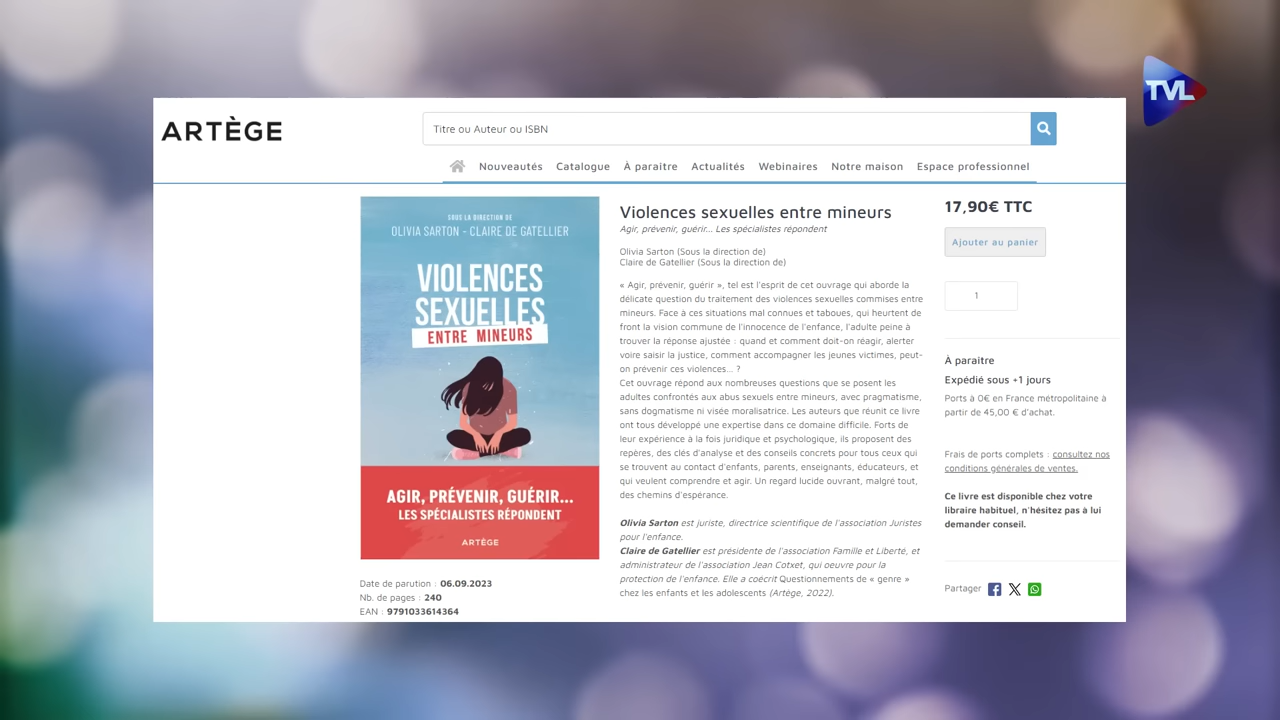 TVL
ARTÈGE
Titre ou Auteur ou ISBN
Nouveautés Catalogue À paraître Actualités Webinaires Notre maison Espace professionnel
SOUS LA DIRECTION DE
OLIVIA SARTON - CLAIRE DE GATELLIER
VIOLENCES
SEXUELLES
ENTRE MINEURS
AGIR, PRÉVENIR, GUÉRIR...
LES SPÉCIALISTES RÉPONDENT
ARTÈGE
Date de parution : 06.09.2023
Nb. de pages : 240
EAN : 9791033614364
Violences sexuelles entre mineurs
Agir, prévenir, guérir... Les spécialistes répondent
Olivia Sarton (Sous la direction de)
Claire de Gatellier (Sous la direction de)
« Agir, prévenir, guérir », tel est l'esprit de cet ouvrage qui aborde la
délicate question du traitement des violences sexuelles commises entre
mineurs. Face à ces situations mal connues et taboues, qui heurtent de
front la vision commune de l'innocence de l'enfance, l'adulte peine à
trouver la réponse ajustée : quand et comment doit-on réagir, alerter
voire saisir la justice, comment accompagner les jeunes victimes, peut-
on prévenir ces violences... ?
Cet ouvrage répond aux nombreuses questions que se posent les
adultes confrontés aux abus sexuels entre mineurs, avec pragmatisme,
sans dogmatisme ni visée moralisatrice. Les auteurs que réunit ce livre
ont tous développé une expertise dans ce domaine difficile. Forts de
leur expérience à la fois juridique et psychologique, ils proposent des
repères, des clés d'analyse et des conseils concrets pour tous ceux qui
se trouvent au contact d'enfants, parents, enseignants, éducateurs, et
qui veulent comprendre et agir. Un regard lucide ouvrant, malgré tout,
des chemins d'espérance.
Olivia Sarton est juriste, directrice scientifique de l'association Juristes
pour l'enfance.
Claire de Gatellier est présidente de l'association Famille et Liberté, et
administrateur de l'association Jean Cotxet, qui oeuvre pour la
protection de l'enfance. Elle a coécrit Questionnements de « genre »
chez les enfants et les adolescents (Artège, 2022).
17,90€ TTC
Ajouter au panier
1
À paraître
Expédié sous +1 jours
Ports à 0€ en France métropolitaine à
partir de 45,00 € d'achat.
Frais de ports complets : consultez nos
conditions générales de ventes.
Ce livre est disponible chez votre
libraire habituel, n'hésitez pas à lui
demander conseil.
Partager